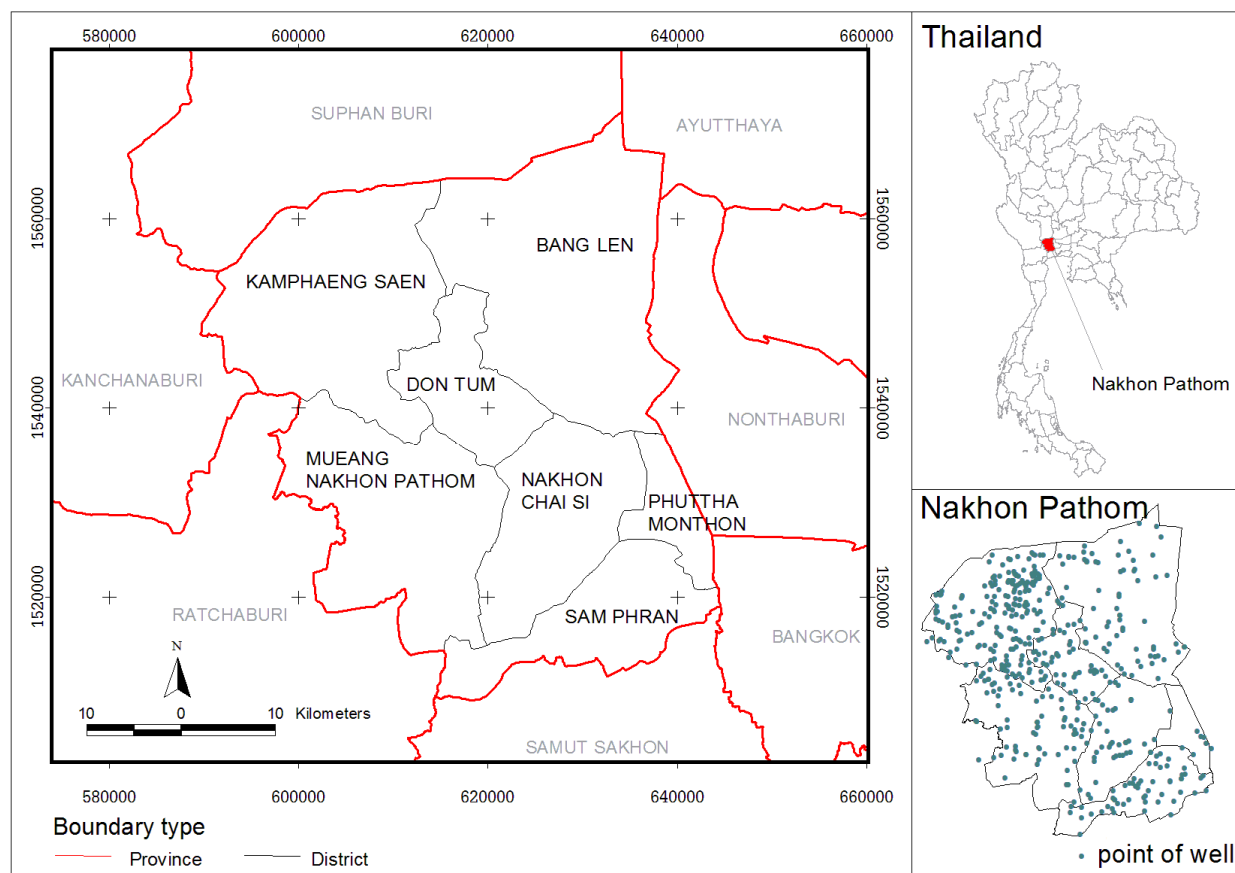 580000 600000 620000 640000 660000
SUPHAN BURI
AYUTTHAYA
1560000
1560000
BANG LEN
KAMPHAENG SAEN
KANCHANABURI
DON TUM
1540000
1540000
NONTHABURI
MUEANG
NAKHON PATHOM
NAKHON
CHAI SI
PHUTTHA
MONTHON
1520000
1520000
RATCHABURI
SAM PHRAN
BANGKOK
N
10 0 10 Kilometers
SAMUT SAKHON
580000 600000 620000 640000 660000
Boundary type
Province District
Thailand
Nakhon Pathom
Nakhon Pathom
point of well